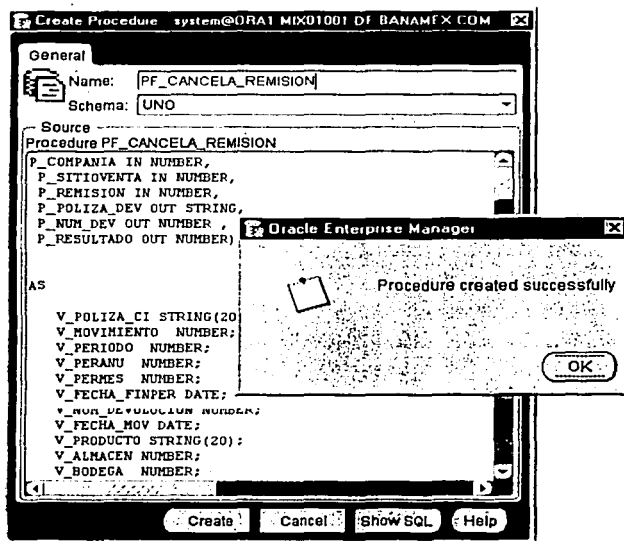 Create Procedure system@ORA1 MIX01001 DF BANAMEX COM
General
Name: PF_CANCELA_REMISION
Schema: UNO
Source
Procedure PF_CANCELA_REMISION
P_COMPANIA IN NUMBER,
P_SITIOVENTA IN NUMBER,
P_REMISION IN NUMBER,
P_POLIZA_DEV OUT STRING,
P_NUM_DEV OUT NUMBER ,
P_RESULTADO OUT NUMBER)
AS
V_POLIZA_CI STRING(20
V_MOVIMIENTO NUMBER;
V_PERIODO NUMBER;
V_PERANU NUMBER;
V_PERMES NUMBER;
V_FECHA_FINPER DATE;
V_NUM_DEVOLUCION NUMBER;
V_FECHA_MOV DATE;
V_PRODUCTO STRING(20);
V_ALMACEN NUMBER;
V_BODEGA NUMBER;
Create Cancel Show SQL Help
Oracle Enterprise Manager
Procedure created successfully
OK